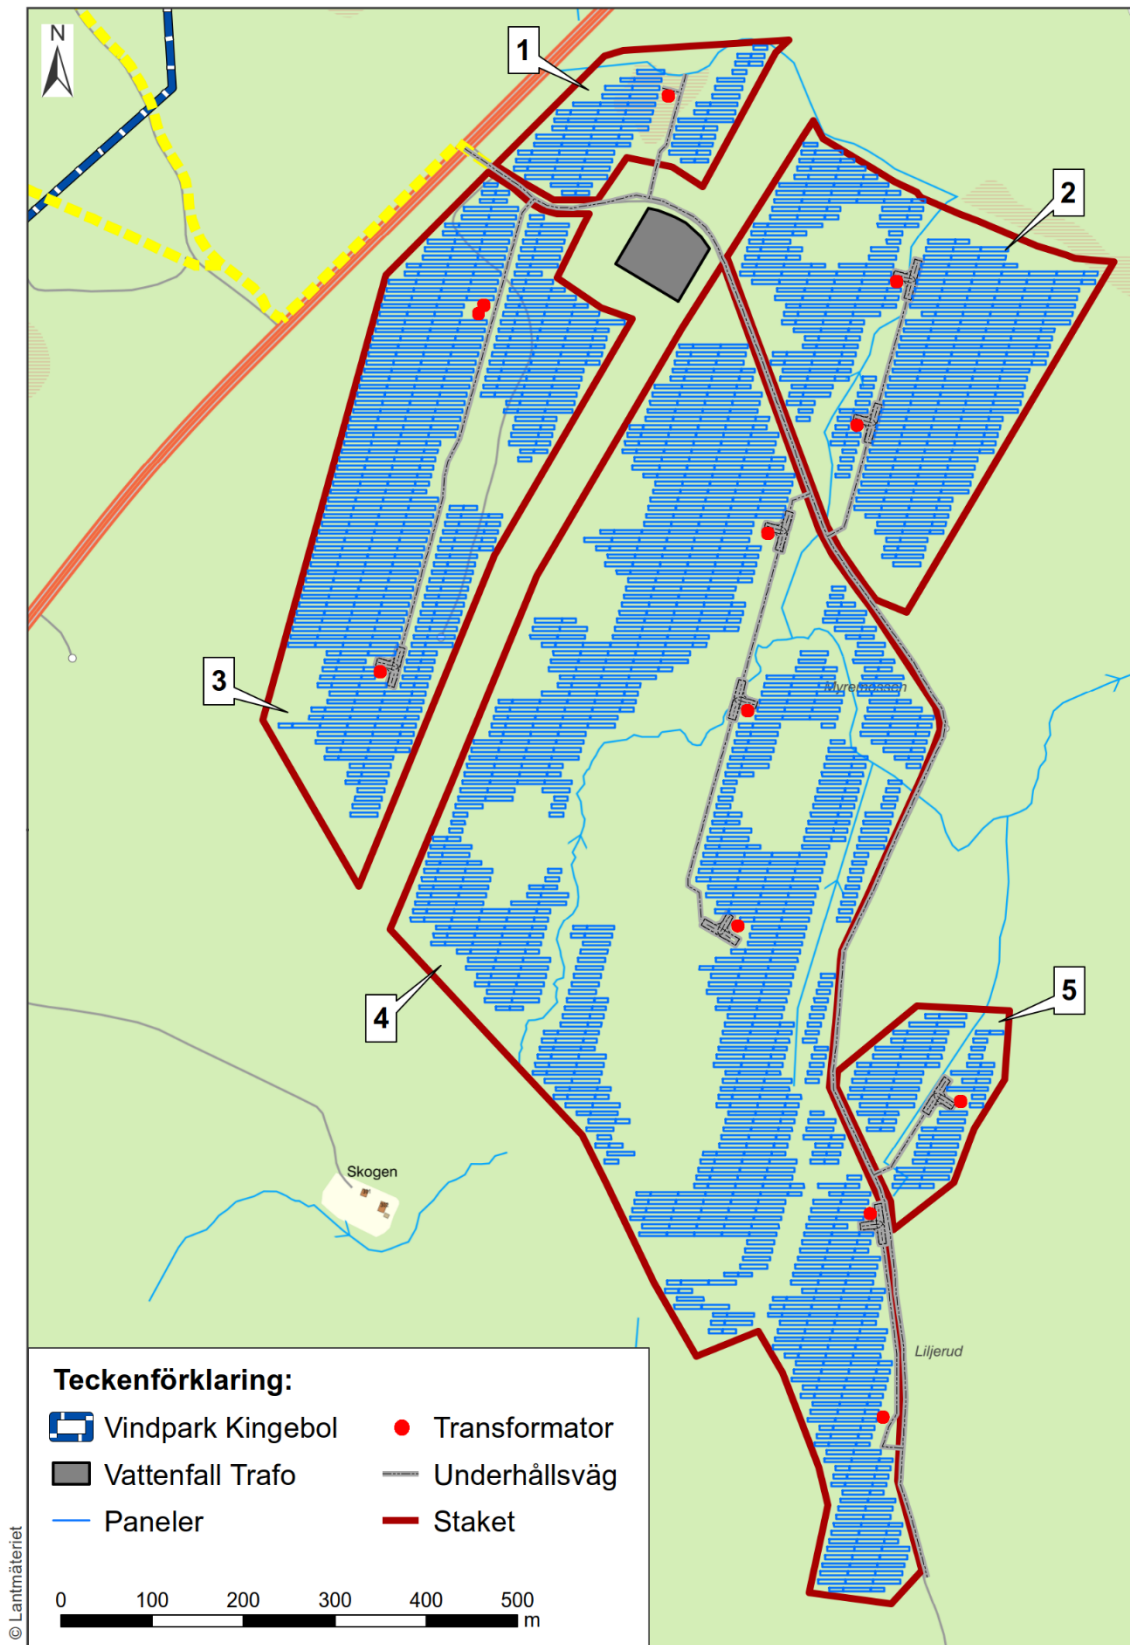 N
1
2
3
4
5
Myremossen
Skogen
Liljerud
Teckenförklaring:
Vindpark Kingebol
Transformator
Vattenfall Trafo
Underhållsväg
Paneler
Staket
0 100 200 300 400 500
m
© Lantmäteriet